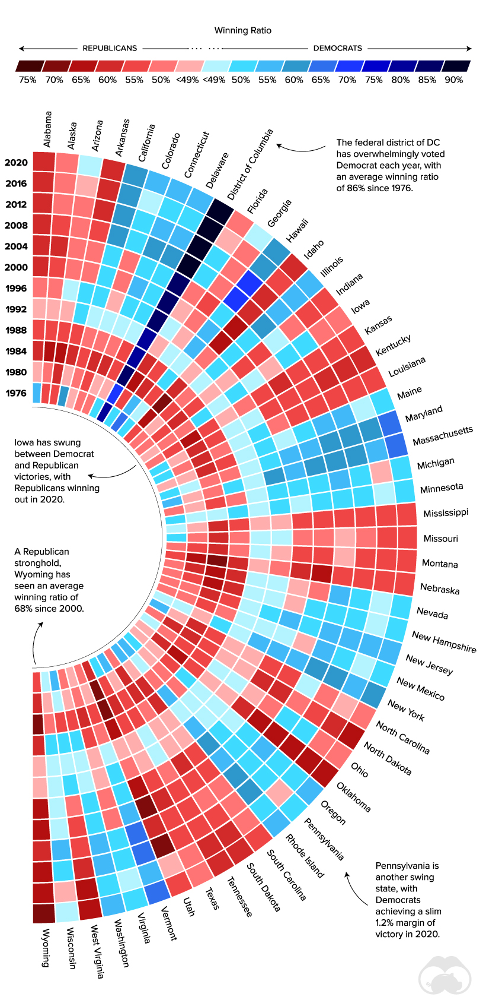 Winning Ratio
REPUBLICANS
DEMOCRATS
75% 70% 65% 60% 55% 50% <49% <49% 50% 55% 60% 65% 70% 75% 80% 85% 90%
Alabama
Alaska
Arizona
Arkansas
California
Colorado
Connecticut
Delaware
District of Columbia
Florida
Georgia
Hawaii
Idaho
Illinois
Indiana
Iowa
Kansas
Kentucky
Louisiana
Maine
Maryland
Massachusetts
Michigan
Minnesota
Mississippi
Missouri
Montana
Nebraska
Nevada
New Hampshire
New Jersey
New Mexico
New York
North Carolina
North Dakota
Ohio
Oklahoma
Oregon
Pennsylvania
Rhode Island
South Carolina
South Dakota
Tennessee
Texas
Utah
Vermont
Virginia
Washington
West Virginia
Wisconsin
Wyoming
2020
2016
2012
2008
2004
2000
1996
1992
1988
1984
1980
1976
The federal district of DC
has overwhelmingly voted
Democrat each year, with
an average winning ratio
of 86% since 1976.
Iowa has swung
between Democrat
and Republican
victories, with
Republicans winning
out in 2020.
A Republican
stronghold,
Wyoming has
seen an average
winning ratio of
68% since 2000.
Pennsylvania is
another swing
state, with
Democrats
achieving a slim
1.2% margin of
victory in 2020.